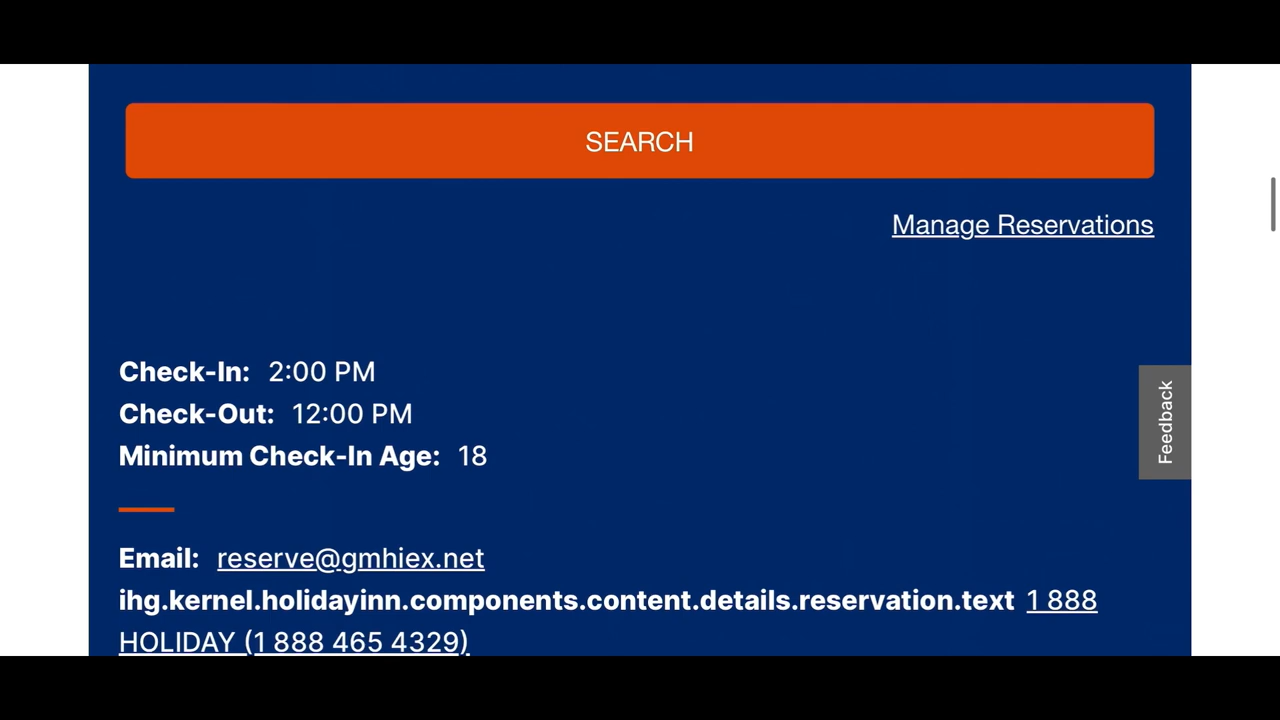 SEARCH
Manage Reservations
Check-In: 2:00 PM
Check-Out: 12:00 PM
Minimum Check-In Age: 18
Feedback
Email: reserve@gmhiex.net
ihg.kernel.holidayinn.components.content.details.reservation.text 1 888
HOLIDAY (1 888 465 4329)